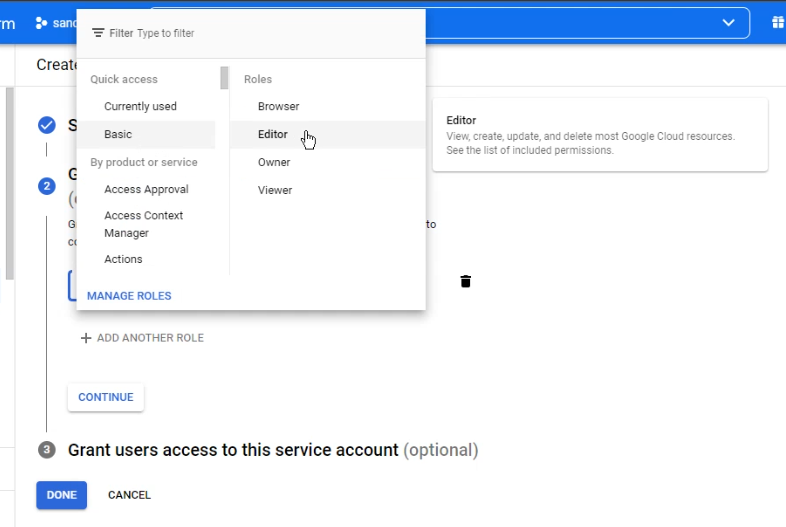 Filter Type to filter
Create
Quick access
Currently used
Basic
By product or service
Access Approval
Access Context
Manager
Actions
Roles
Browser
Editor
Owner
Viewer
MANAGE ROLES
Editor
View, create, update, and delete most Google Cloud resources.
See the list of included permissions.
2
to
ADD ANOTHER ROLE
CONTINUE
3 Grant users access to this service account (optional)
DONE CANCEL